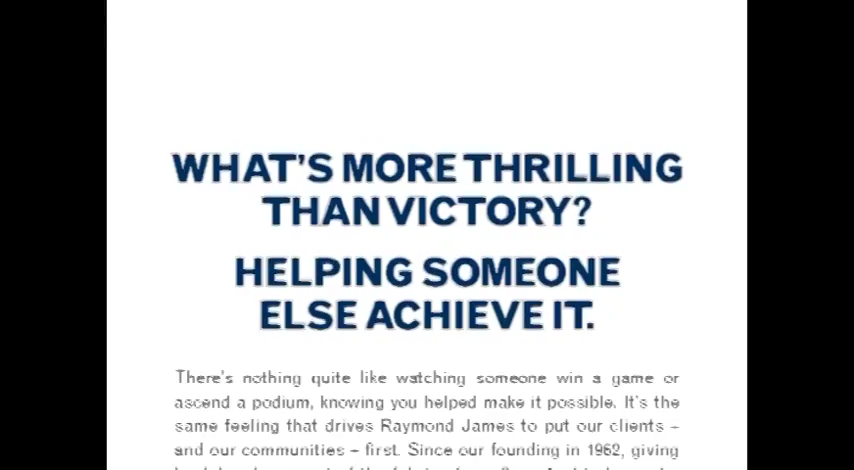 WHAT'S MORE THRILLING
THAN VICTORY?
HELPING SOMEONE
ELSE ACHIEVE IT.
There's nothing quite like watching someone win a game or
ascend a podium, knowing you helped make it possible. It's the
same feeling that drives Raymond James to put our clients –
and our communities – first. Since our founding in 1962, giving